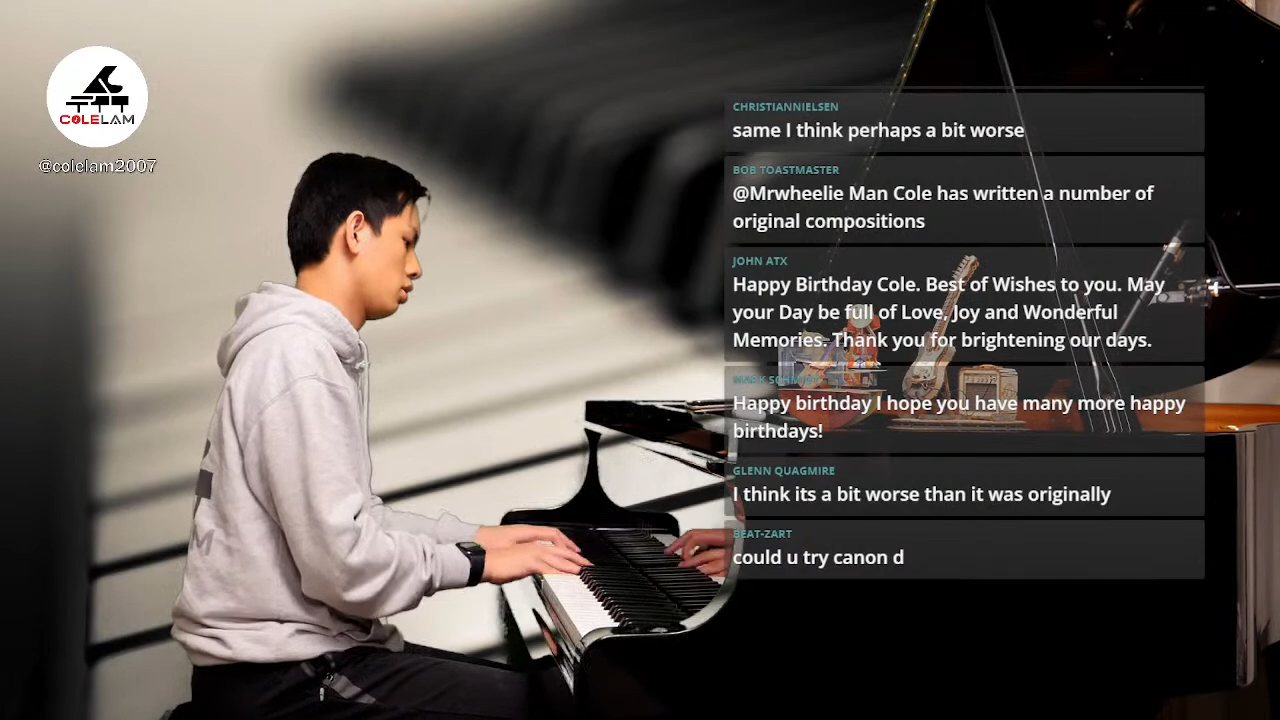 COLELAM
@colelam2007
CHRISTIANNIELSEN
same I think perhaps a bit worse
BOB TOASTMASTER
@Mrwheelie Man Cole has written a number of
original compositions
JOHN ATX
Happy Birthday Cole. Best of Wishes to you. May
your Day be full of Love, Joy and Wonderful
Memories. Thank you for brightening our days.
MARK
Happy birthday I hope you have many more happy
birthdays!
GLENN QUAGMIRE
I think its a bit worse than it was originally
BEAT-ZART
could u try canon d